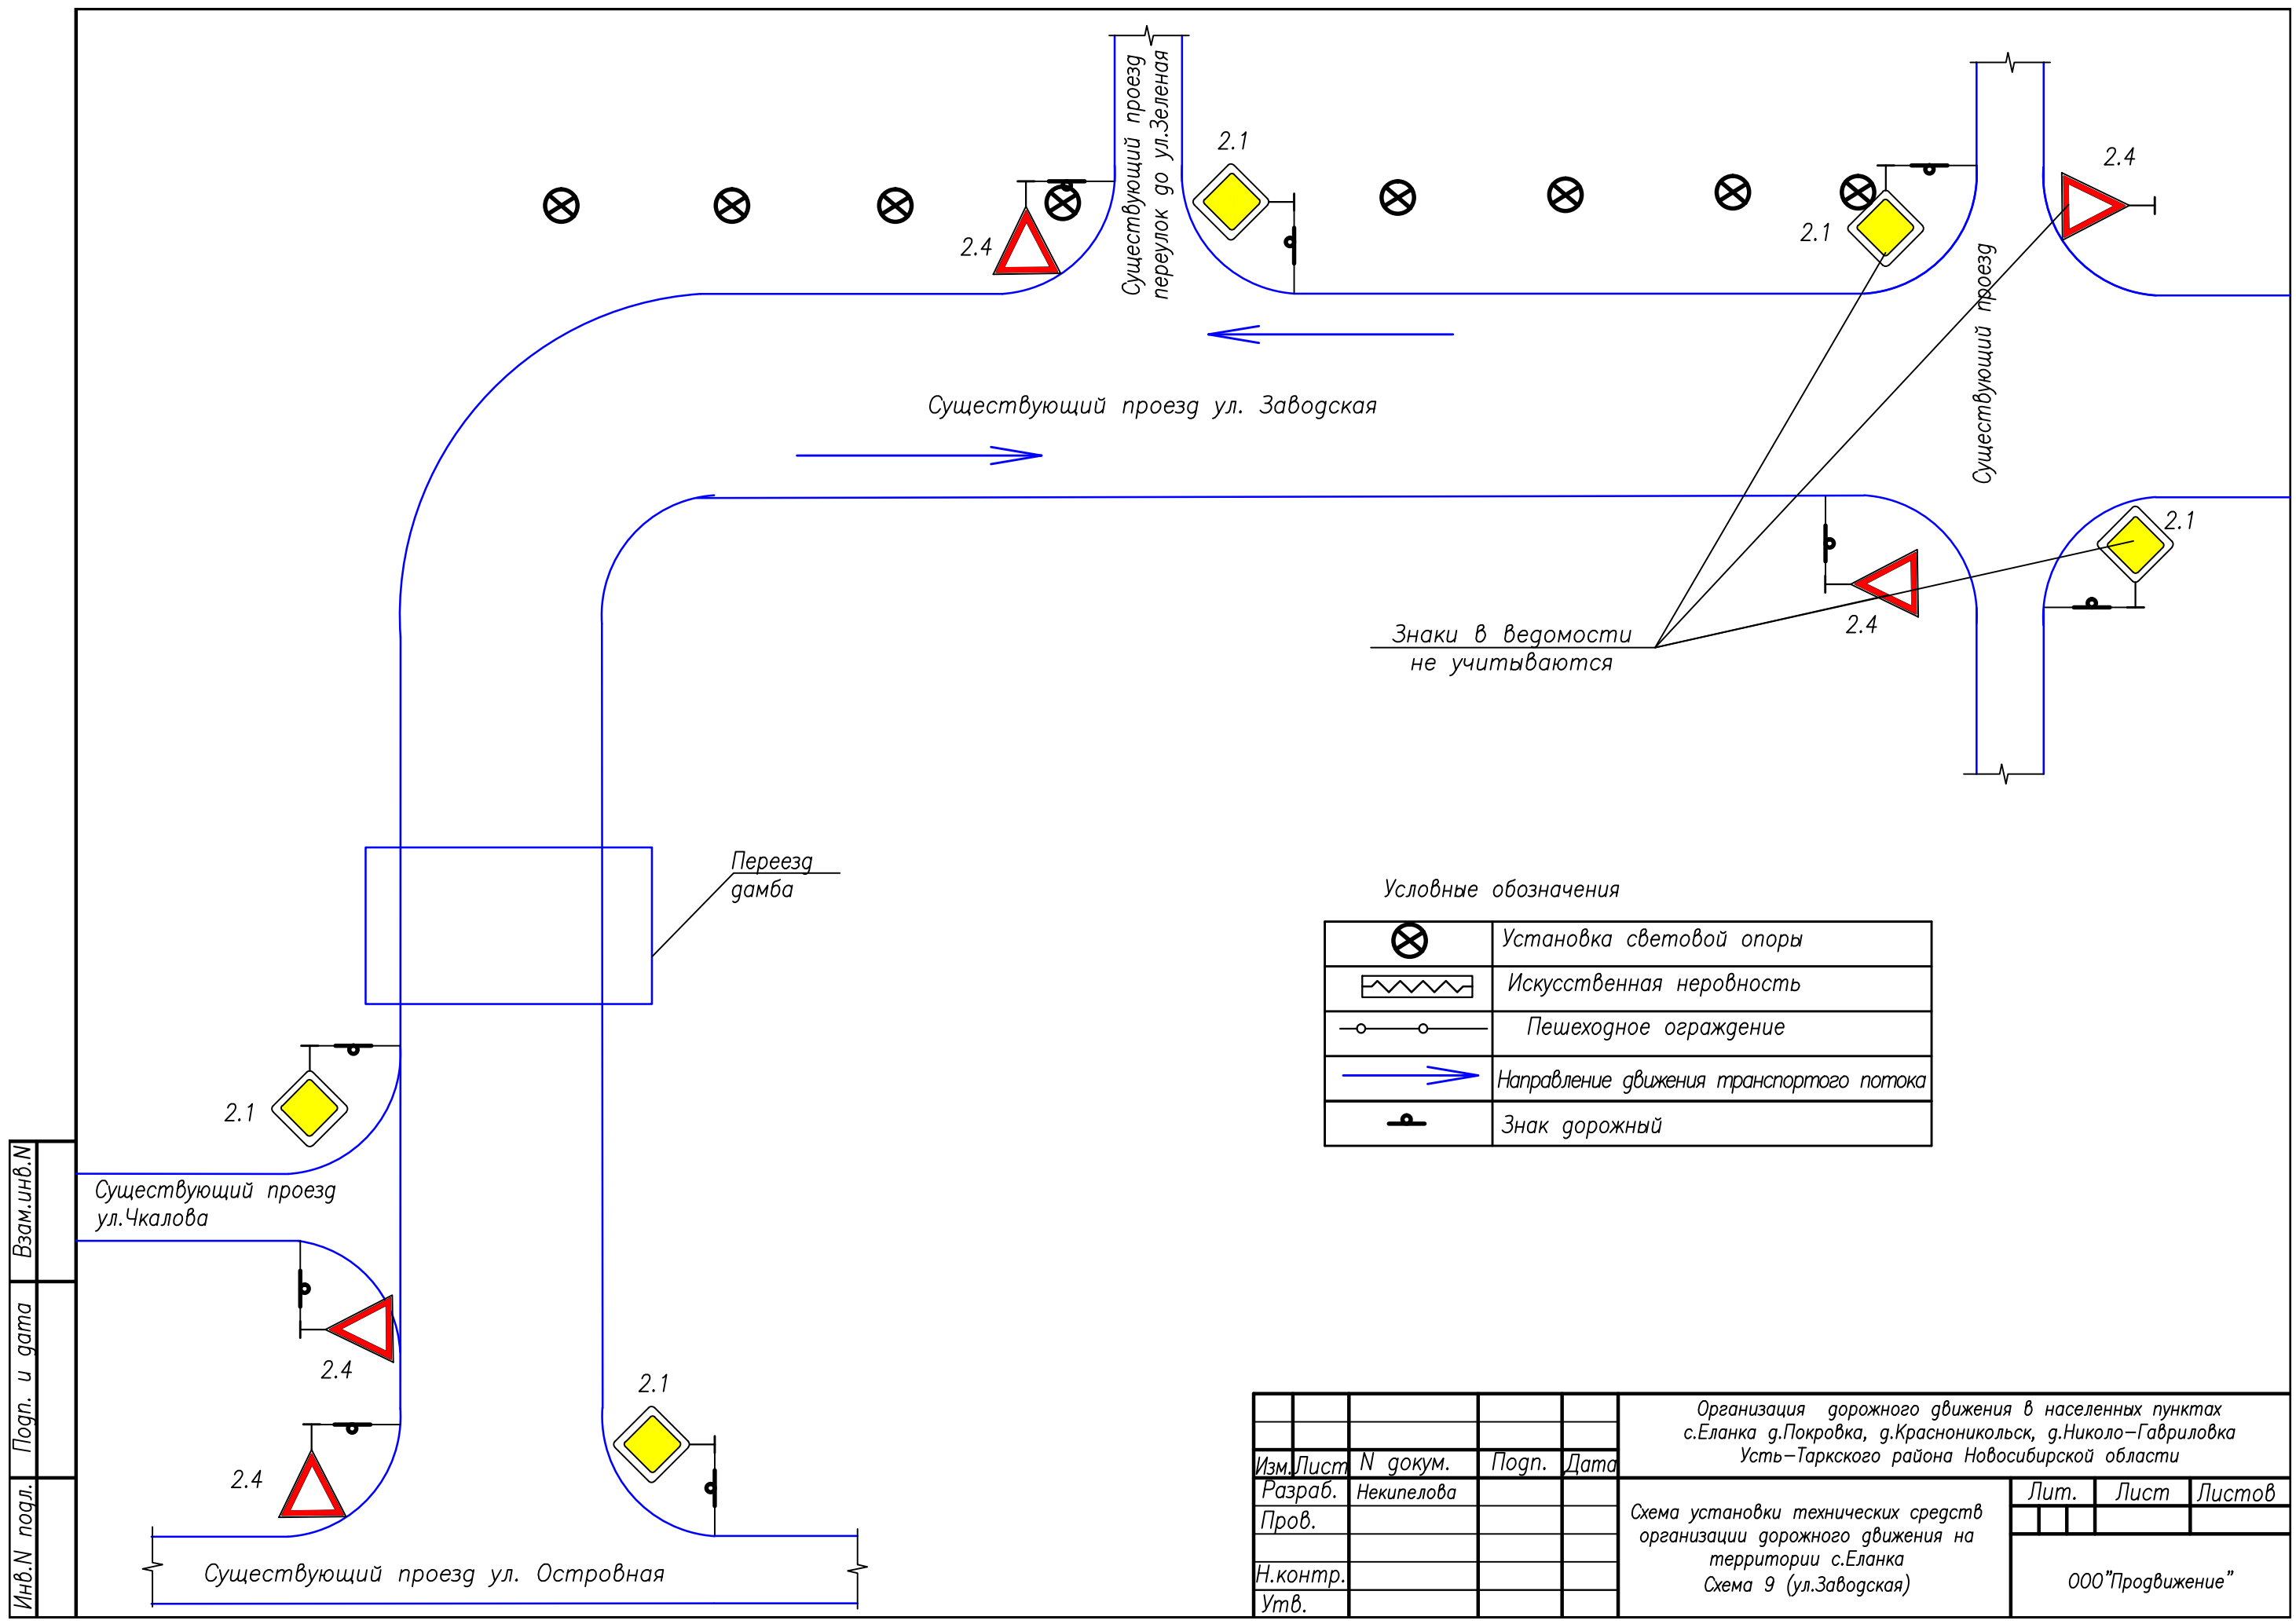 Существующий проезд
переулок до ул.Зеленая
2.1
2.4
2.4
2.1
Существующий проезд
Существующий проезд ул. Заводская
2.1
2.4
Знаки в ведомости
не учитываются
Переезд
дамба
2.1
Существующий проезд
ул.Чкалова
2.4
2.4
2.1
Существующий проезд ул. Островная
Условные обозначения
Установка световой опоры
Искусственная неровность
Пешеходное ограждение
Направление движения транспортого потока
Знак дорожный
Взам.инв.N
Подп. и дата
Инв.N подл.
Изм. Лист N докум. Подп. Дата
Разраб. Некипелова
Пров.
Н.контр.
Утв.
Организация дорожного движения в населенных пунктах
с.Еланка д.Покровка, д.Красноникольск, д.Николо-Гавриловка
Усть-Таркского района Новосибирской области
Схема установки технических средств
организации дорожного движения на
территории с.Еланка
Схема 9 (ул.Заводская)
Лит. Лист Листов
ООО"Продвижение"